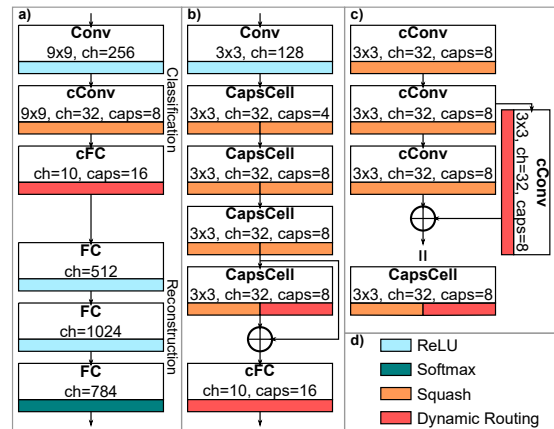 a)
Conv
9x9, ch=256
cConv
9x9, ch=32, caps=8
cFC
ch=10, caps=16
Classification
FC
ch=512
FC
ch=1024
FC
ch=784
Reconstruction
b)
Conv
3x3, ch=128
CapsCell
3x3, ch=32, caps=4
CapsCell
3x3, ch=32, caps=8
CapsCell
3x3, ch=32, caps=8
CapsCell
3x3, ch=32, caps=8
cFC
ch=10, caps=16
c)
cConv
3x3, ch=32, caps=8
cConv
3x3, ch=32, caps=8
cConv
3x3, ch=32, caps=8
cConv
3x3, ch=32, caps=8
=
CapsCell
3x3, ch=32, caps=8
d)
ReLU
Softmax
Squash
Dynamic Routing